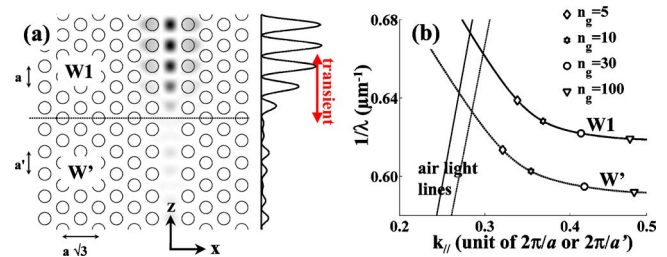 (a)
W1
a
transient
a'
W'
z
x
a √3
(b)
1/λ (μm⁻¹)
0.68
0.64
0.60
n_g=5
n_g=10
n_g=30
n_g=100
W1
W'
air light
lines
0.2
0.3
0.4
0.5
k// (unit of 2π/a or 2π/a')